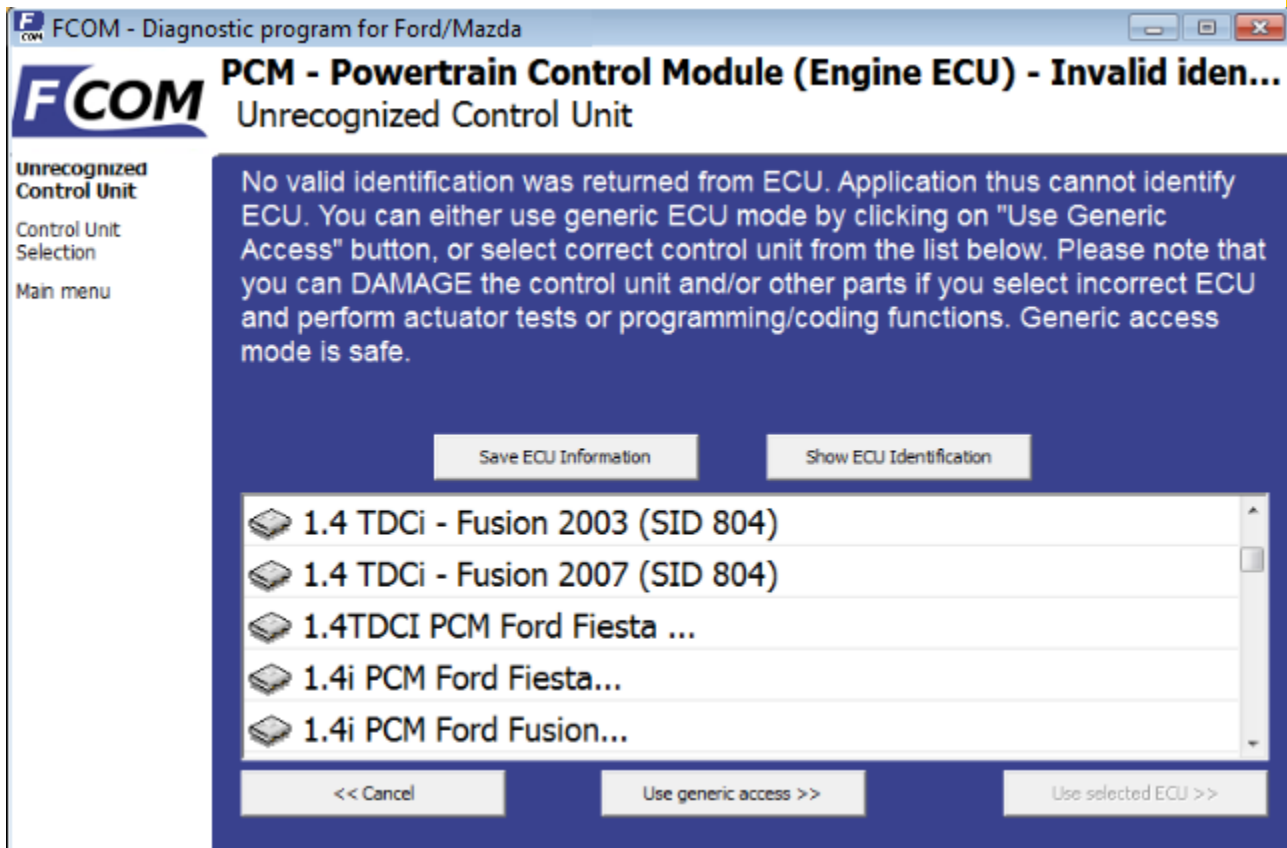 F COM FCOM - Diagnostic program for Ford/Mazda
FCOM
PCM - Powertrain Control Module (Engine ECU) - Invalid iden...
Unrecognized Control Unit
Unrecognized
Control Unit
Control Unit
Selection
Main menu
No valid identification was returned from ECU. Application thus cannot identify
ECU. You can either use generic ECU mode by clicking on "Use Generic
Access" button, or select correct control unit from the list below. Please note that
you can DAMAGE the control unit and/or other parts if you select incorrect ECU
and perform actuator tests or programming/coding functions. Generic access
mode is safe.
Save ECU Information
Show ECU Identification
1.4 TDCi - Fusion 2003 (SID 804)
1.4 TDCi - Fusion 2007 (SID 804)
1.4TDCI PCM Ford Fiesta ...
1.4i PCM Ford Fiesta...
1.4i PCM Ford Fusion...
<< Cancel
Use generic access >>
Use selected ECU >>